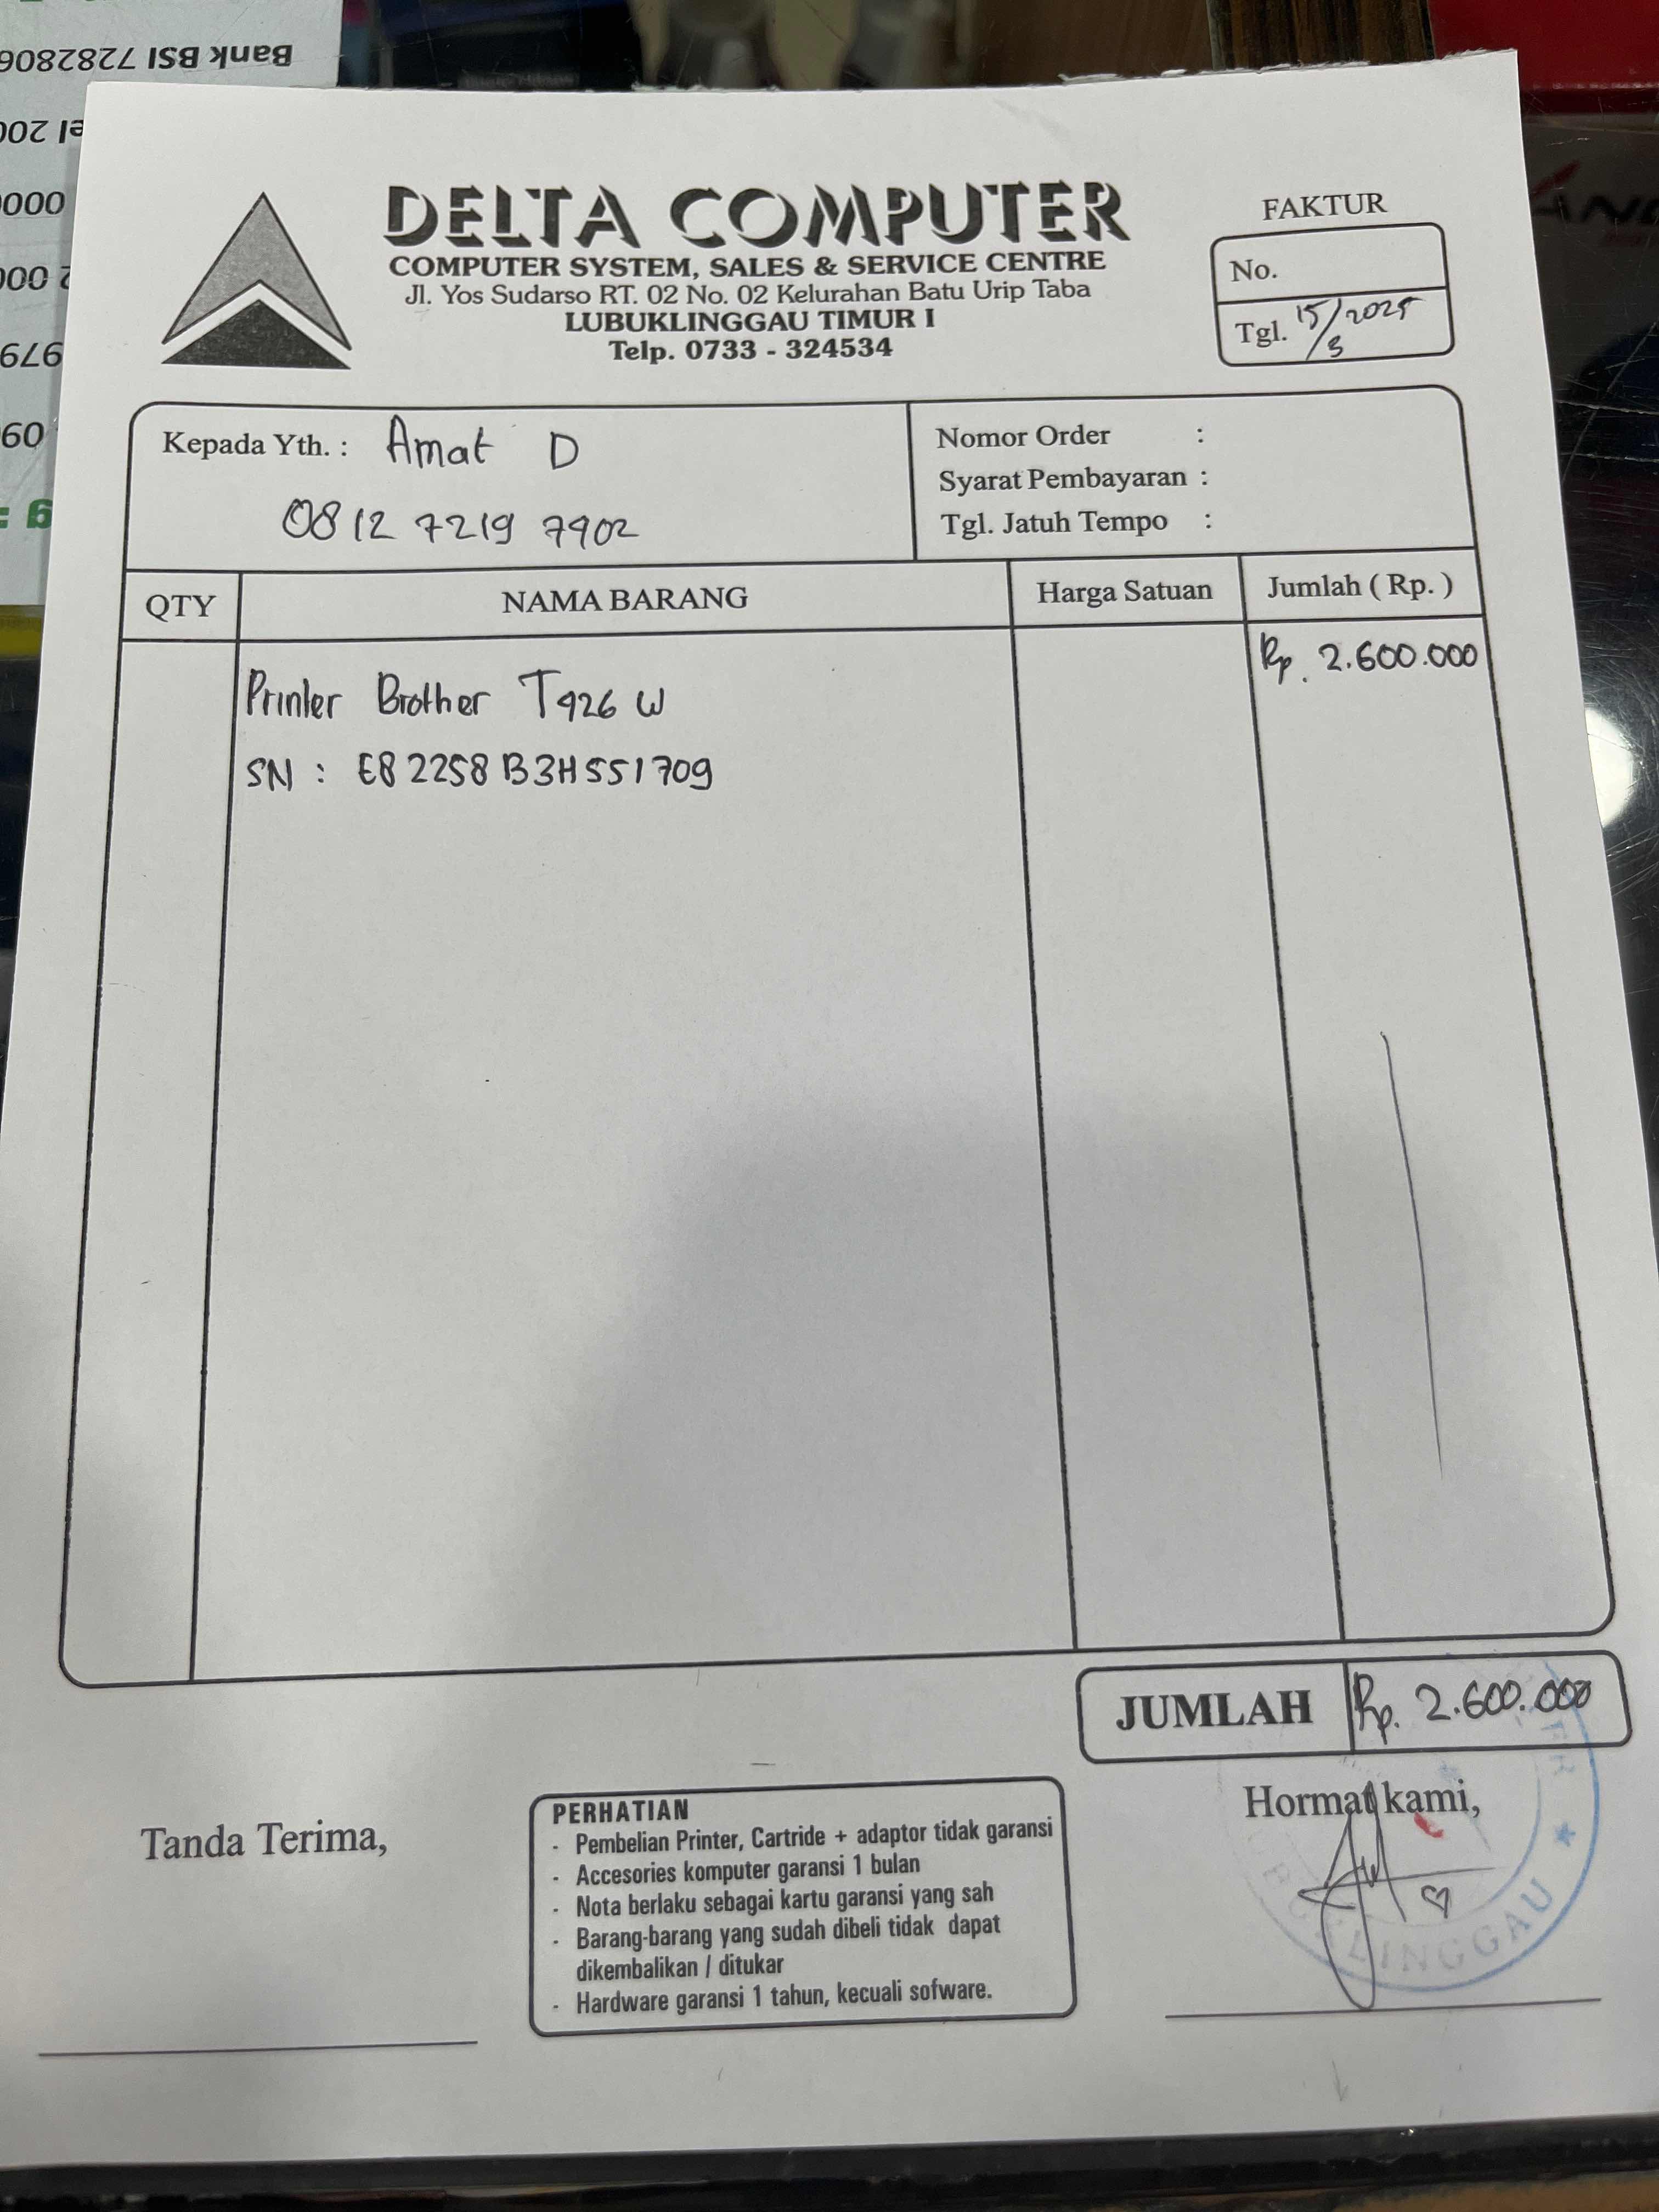 Bank BSI 7282806
DELTA COMPUTER
COMPUTER SYSTEM, SALES & SERVICE CENTRE
Jl. Yos Sudarso RT. 02 No. 02 Kelurahan Batu Urip Taba
LUBUKLINGGAU TIMUR I
Telp. 0733 - 324534
FAKTUR
No.
Tgl. 15/3/2025
Kepada Yth. : Amat D
0812 7219 7902
Nomor Order :
Syarat Pembayaran :
Tgl. Jatuh Tempo :
QTY NAMA BARANG Harga Satuan Jumlah ( Rp. )
Rp. 2.600.000
Printer Brother T926 W
SN : E82258B3H551709
JUMLAH Rp. 2.600.000
Tanda Terima,
PERHATIAN
- Pembelian Printer, Cartride + adaptor tidak garansi
- Accesories komputer garansi 1 bulan
- Nota berlaku sebagai kartu garansi yang sah
- Barang-barang yang sudah dibeli tidak dapat
dikembalikan / ditukar
- Hardware garansi 1 tahun, kecuali sofware.
Hormat kami,